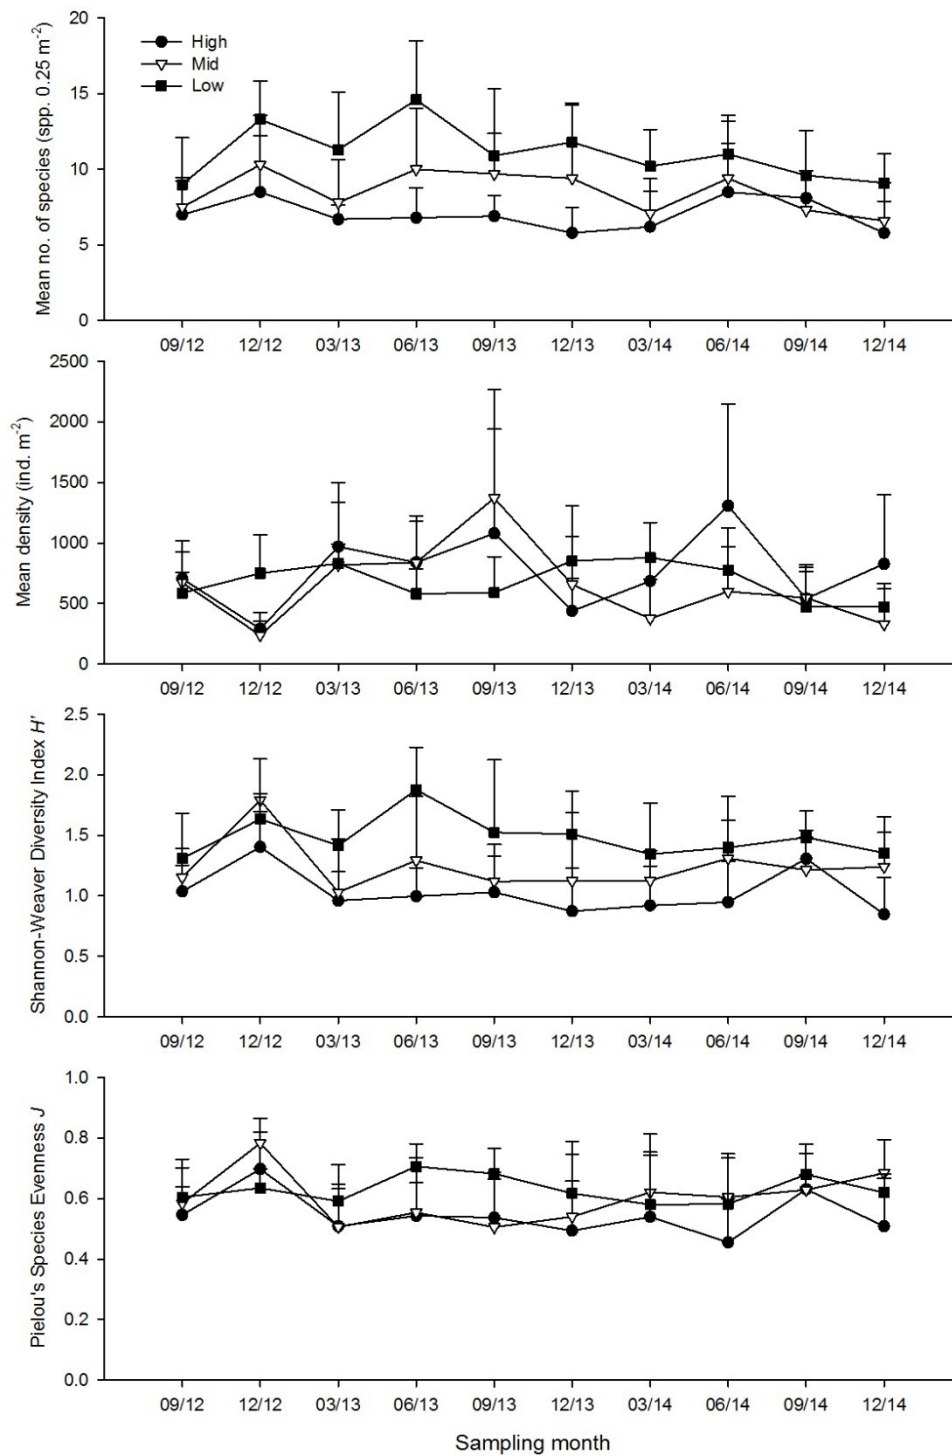 Mean no. of species (spp. 0.25 m⁻²)
20
15
10
5
0
High
Mid
Low
09/12 12/12 03/13 06/13 09/13 12/13 03/14 06/14 09/14 12/14
Mean density (ind. m⁻²)
2500
2000
1500
1000
500
0
09/12 12/12 03/13 06/13 09/13 12/13 03/14 06/14 09/14 12/14
Shannon-Weaver Diversity Index H'
2.5
2.0
1.5
1.0
0.5
0.0
09/12 12/12 03/13 06/13 09/13 12/13 03/14 06/14 09/14 12/14
Pielou's Species Evenness J
1.0
0.8
0.6
0.4
0.2
0.0
09/12 12/12 03/13 06/13 09/13 12/13 03/14 06/14 09/14 12/14
Sampling month